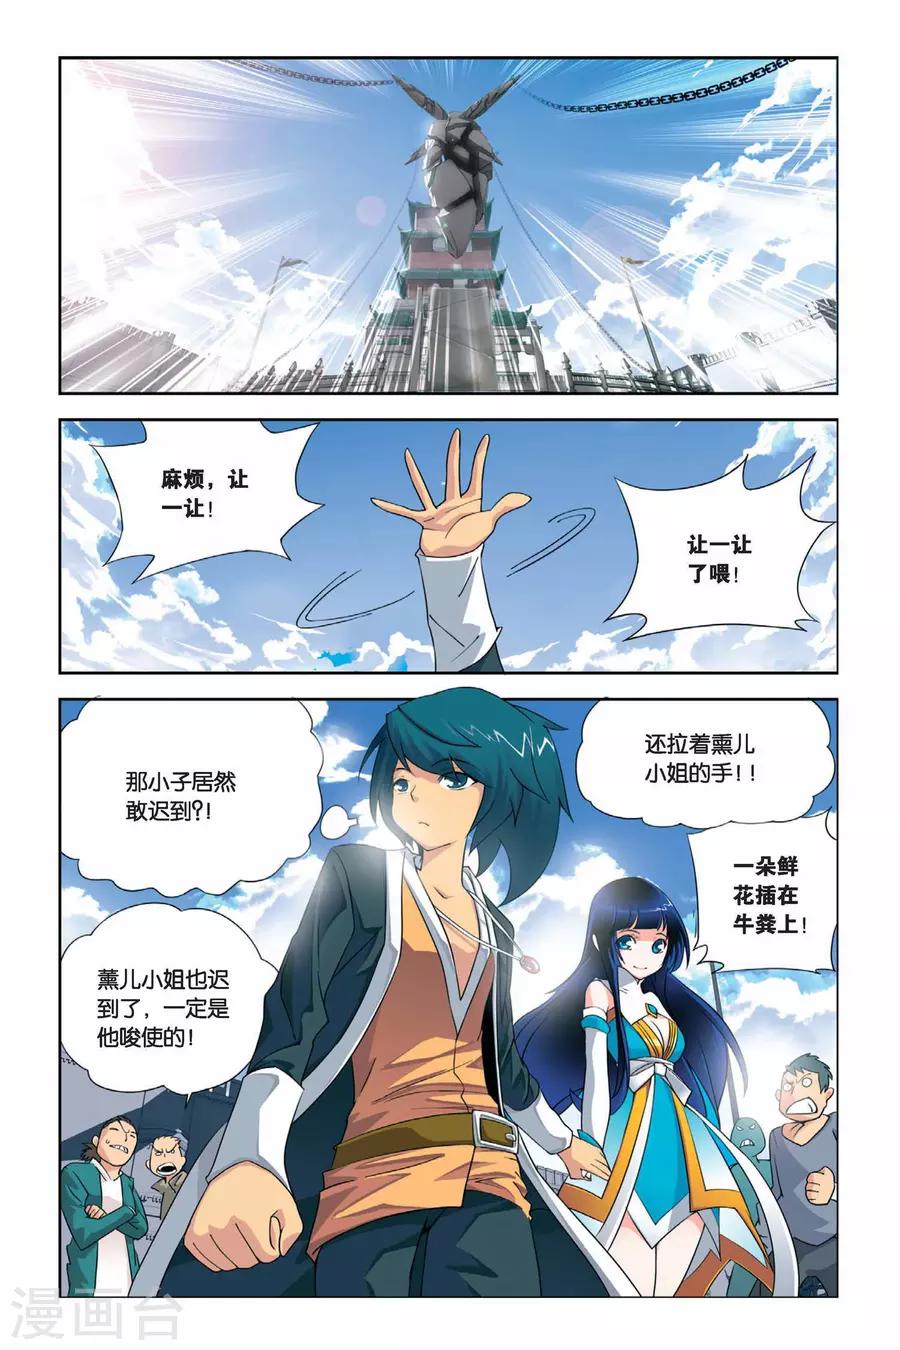 麻烦，让
一让！
让一让
了喂！
那小子居然
敢迟到?!
还拉着熏儿
小姐的手！！
一朵鲜
花插在
牛粪上！
薰儿小姐也迟
到了，一定是
他唆使的！
漫画台